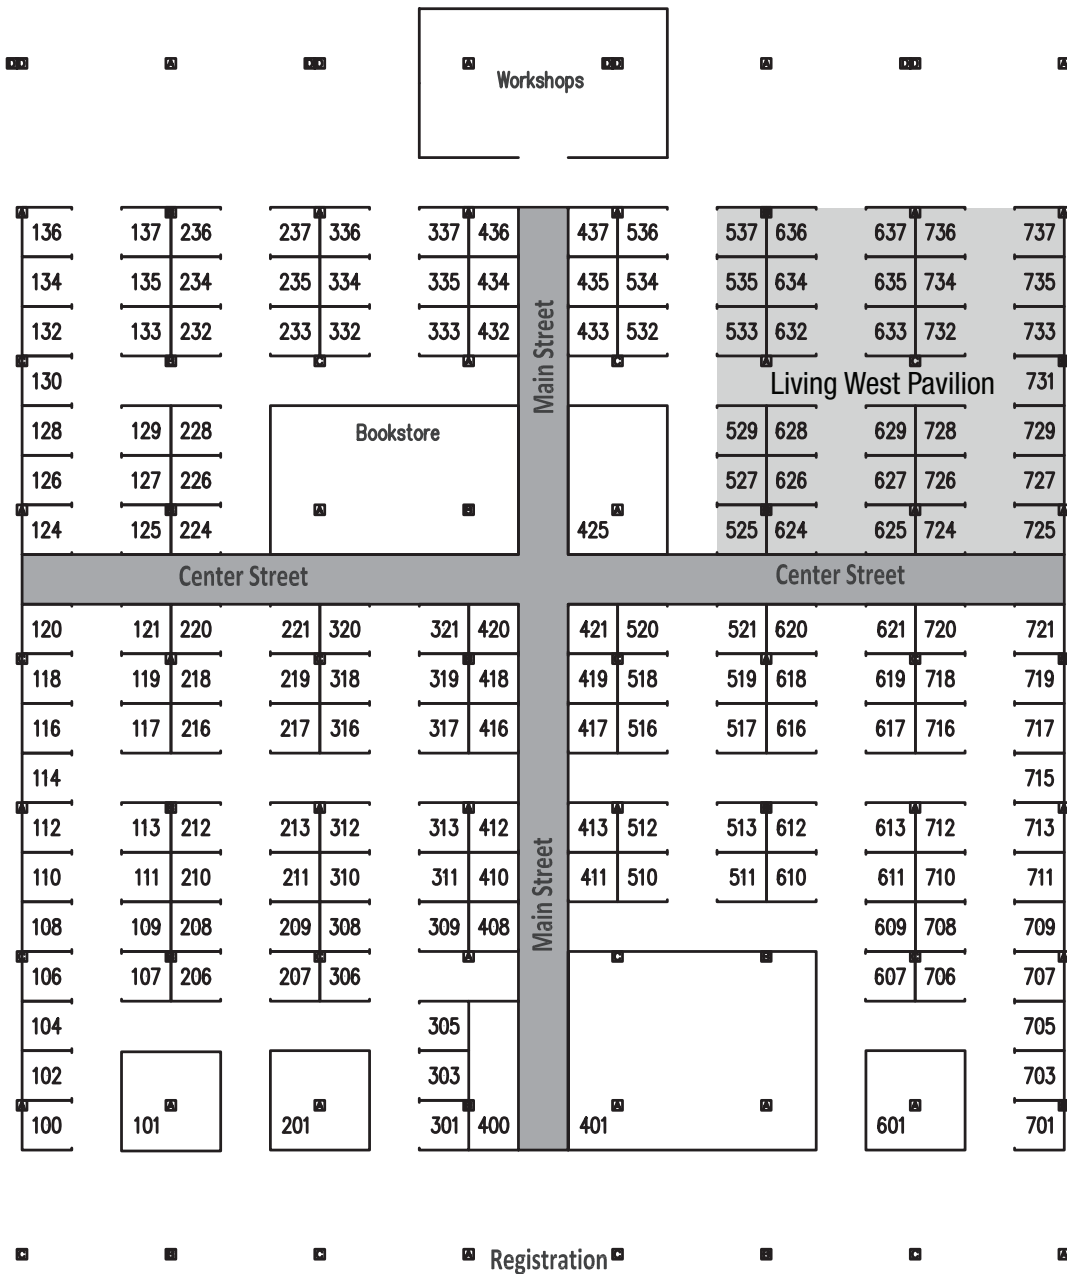 Workshops
136 137 236 237 336 337 436 437 536 537 636 637 736 737
134 135 234 235 334 335 434 435 534 535 634 635 734 735
132 133 232 233 332 333 432 Main Street 433 532 533 632 633 732 733
130 Living West Pavilion 731
128 129 228 Bookstore 529 628 629 728 729
126 127 226 527 626 627 726 727
124 125 224 425 525 624 625 724 725
Center Street Center Street
120 121 220 221 320 321 420 421 520 521 620 621 720 721
118 119 218 219 318 319 418 419 518 519 618 619 718 719
116 117 216 217 316 317 416 417 516 517 616 617 716 717
114 715
112 113 212 213 312 313 412 413 512 513 612 613 712 713
110 111 210 211 310 311 410 Main Street 411 510 511 610 611 710 711
108 109 208 209 308 309 408 609 708 709
106 107 206 207 306 607 706 707
104 305 705
102 303 703
100 101 201 301 400 401 601 701
Registration